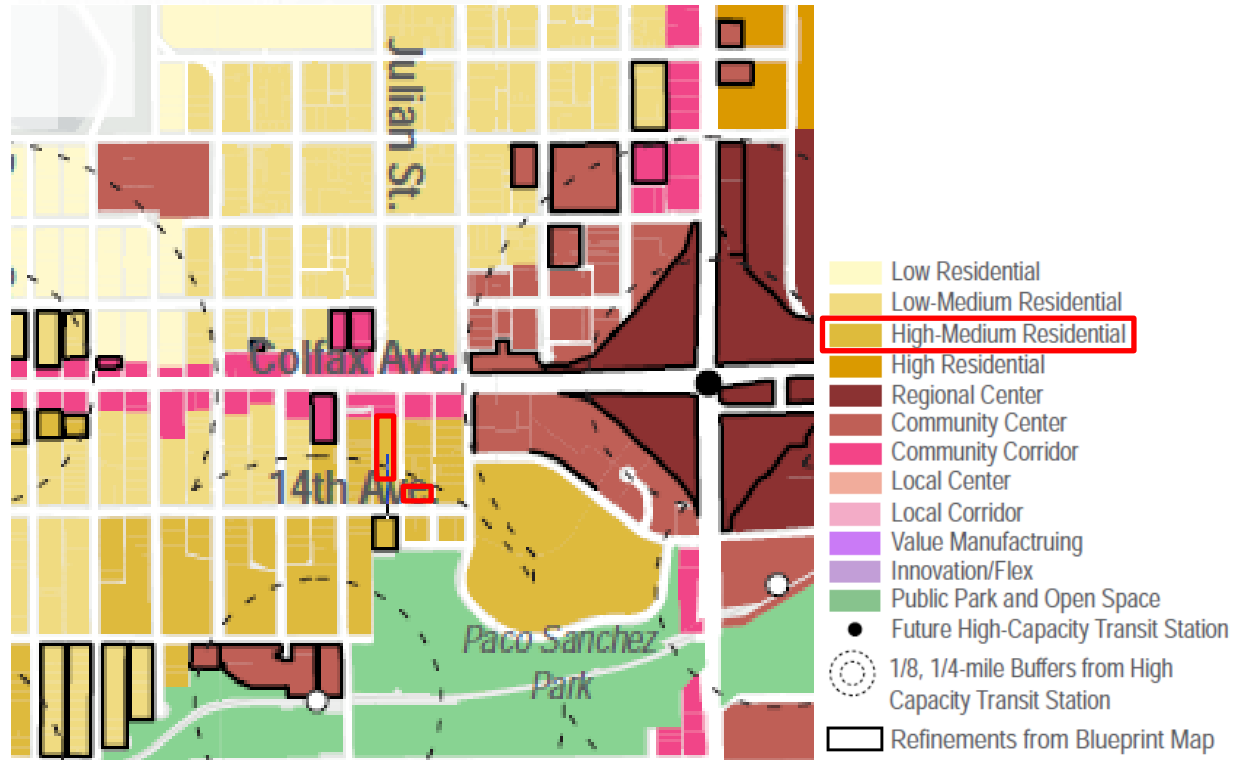 Julian St.
Colfax Ave.
14th Ave.
Paco Sanchez
Park
Low Residential
Low-Medium Residential
High-Medium Residential
High Residential
Regional Center
Community Center
Community Corridor
Local Center
Local Corridor
Value Manufactruing
Innovation/Flex
Public Park and Open Space
Future High-Capacity Transit Station
1/8, 1/4-mile Buffers from High
Capacity Transit Station
Refinements from Blueprint Map